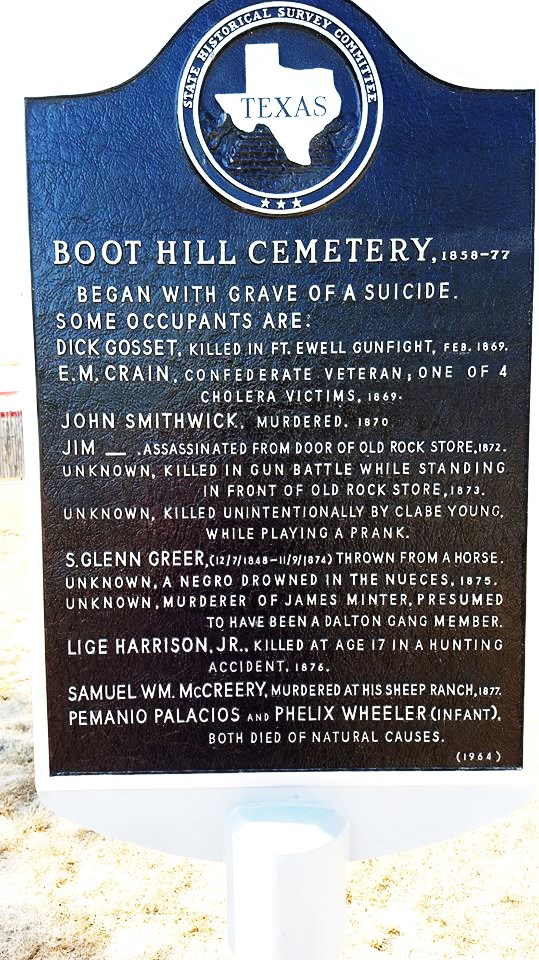 STATE HISTORICAL SURVEY COMMITTEE
TEXAS
BOOT HILL CEMETERY, 1858-77
BEGAN WITH GRAVE OF A SUICIDE.
SOME OCCUPANTS ARE:
DICK GOSSET, KILLED IN FT. EWELL GUNFIGHT, FEB. 1869.
E.M. CRAIN, CONFEDERATE VETERAN; ONE OF 4
CHOLERA VICTIMS, 1869.
JOHN SMITHWICK, MURDERED, 1870
JIM __ , ASSASSINATED FROM DOOR OF OLD ROCK STORE, 1872.
UNKNOWN, KILLED IN GUN BATTLE WHILE STANDING
IN FRONT OF OLD ROCK STORE, 1873.
UNKNOWN, KILLED UNINTENTIONALLY BY CLABE YOUNG,
WHILE PLAYING A PRANK.
S. GLENN GREER, (12/7/1848-11/9/1874) THROWN FROM A HORSE.
UNKNOWN, A NEGRO DROWNED IN THE NUECES, 1875.
UNKNOWN, MURDERER OF JAMES MINTER, PRESUMED
TO HAVE BEEN A DALTON GANG MEMBER.
LIGE HARRISON, JR., KILLED AT AGE 17 IN A HUNTING
ACCIDENT, 1876.
SAMUEL WM. McCREERY, MURDERED AT HIS SHEEP RANCH, 1877.
PEMANIO PALACIOS AND PHELIX WHEELER (INFANT),
BOTH DIED OF NATURAL CAUSES.
(1964)